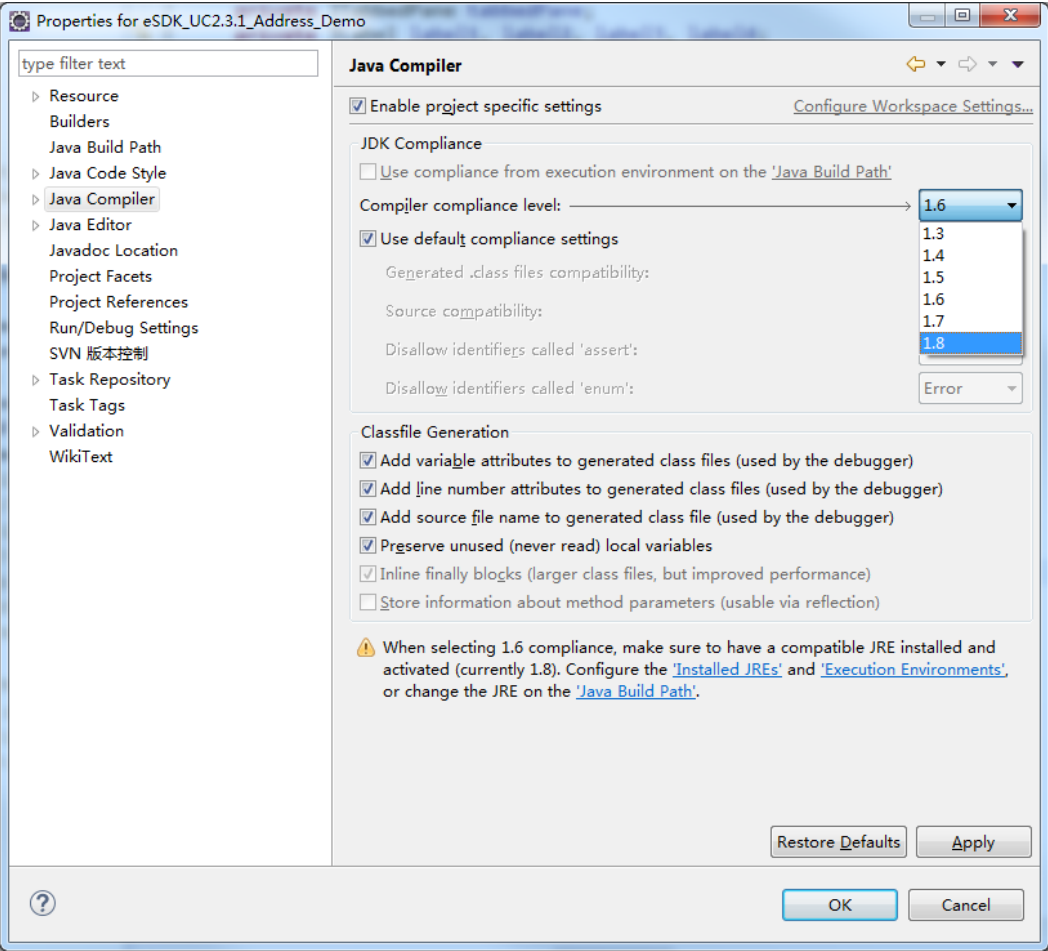 Properties for eSDK_UC2.3.1_Address_Demo
type filter text
Resource
Builders
Java Build Path
Java Code Style
Java Compiler
Java Editor
Javadoc Location
Project Facets
Project References
Run/Debug Settings
SVN 版本控制
Task Repository
Task Tags
Validation
WikiText
Java Compiler
Enable project specific settings
Configure Workspace Settings...
JDK Compliance
Use compliance from execution environment on the 'Java Build Path'
Compiler compliance level:
1.6
1.3
1.4
1.5
1.6
1.7
1.8
Use default compliance settings
Generated .class files compatibility:
Source compatibility:
Disallow identifiers called 'assert':
Disallow identifiers called 'enum':
Error
Classfile Generation
Add variable attributes to generated class files (used by the debugger)
Add line number attributes to generated class files (used by the debugger)
Add source file name to generated class file (used by the debugger)
Preserve unused (never read) local variables
Inline finally blocks (larger class files, but improved performance)
Store information about method parameters (usable via reflection)
When selecting 1.6 compliance, make sure to have a compatible JRE installed and
activated (currently 1.8). Configure the 'Installed JREs' and 'Execution Environments',
or change the JRE on the 'Java Build Path'.
Restore Defaults
Apply
OK
Cancel